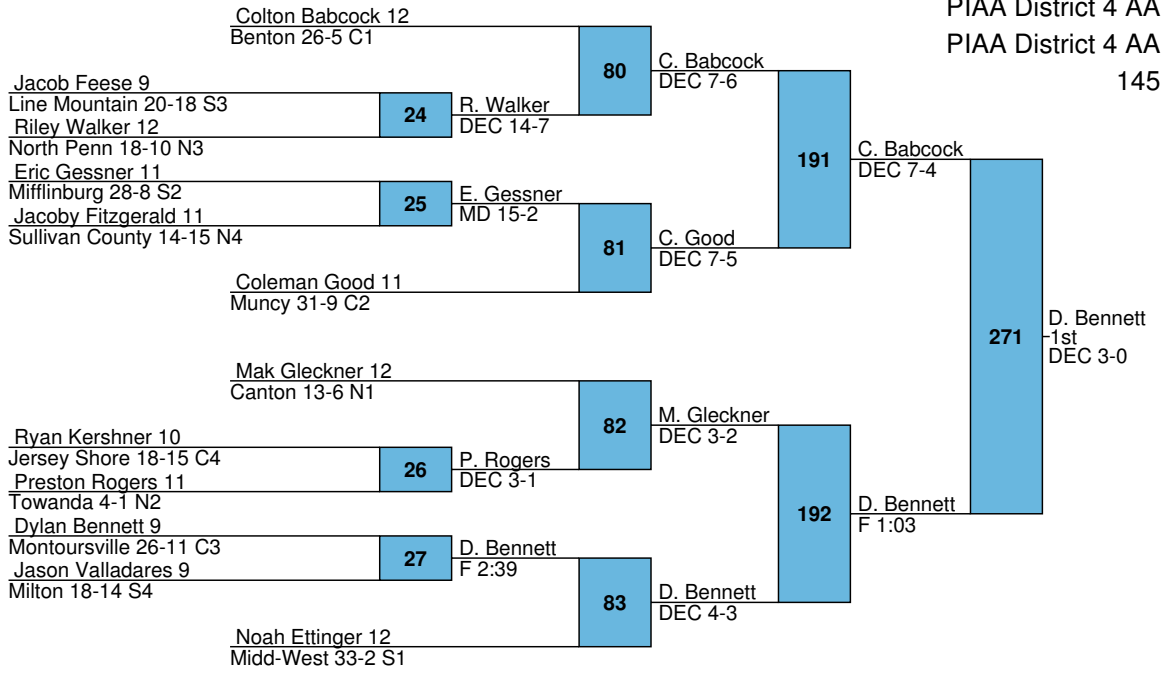 PIAA District 4 AA
PIAA District 4 AA
145
Colton Babcock 12
Benton 26-5 C1
80
C. Babcock
DEC 7-6
Jacob Feese 9
Line Mountain 20-18 S3
24
R. Walker
DEC 14-7
Riley Walker 12
North Penn 18-10 N3
191
C. Babcock
DEC 7-4
Eric Gessner 11
Mifflinburg 28-8 S2
25
E. Gessner
MD 15-2
Jacoby Fitzgerald 11
Sullivan County 14-15 N4
81
C. Good
DEC 7-5
Coleman Good 11
Muncy 31-9 C2
271
D. Bennett
1st
DEC 3-0
Mak Gleckner 12
Canton 13-6 N1
82
M. Gleckner
DEC 3-2
Ryan Kershner 10
Jersey Shore 18-15 C4
26
P. Rogers
DEC 3-1
Preston Rogers 11
Towanda 4-1 N2
192
D. Bennett
F 1:03
Dylan Bennett 9
Montoursville 26-11 C3
27
D. Bennett
F 2:39
Jason Valladares 9
Milton 18-14 S4
83
D. Bennett
DEC 4-3
Noah Ettinger 12
Midd-West 33-2 S1